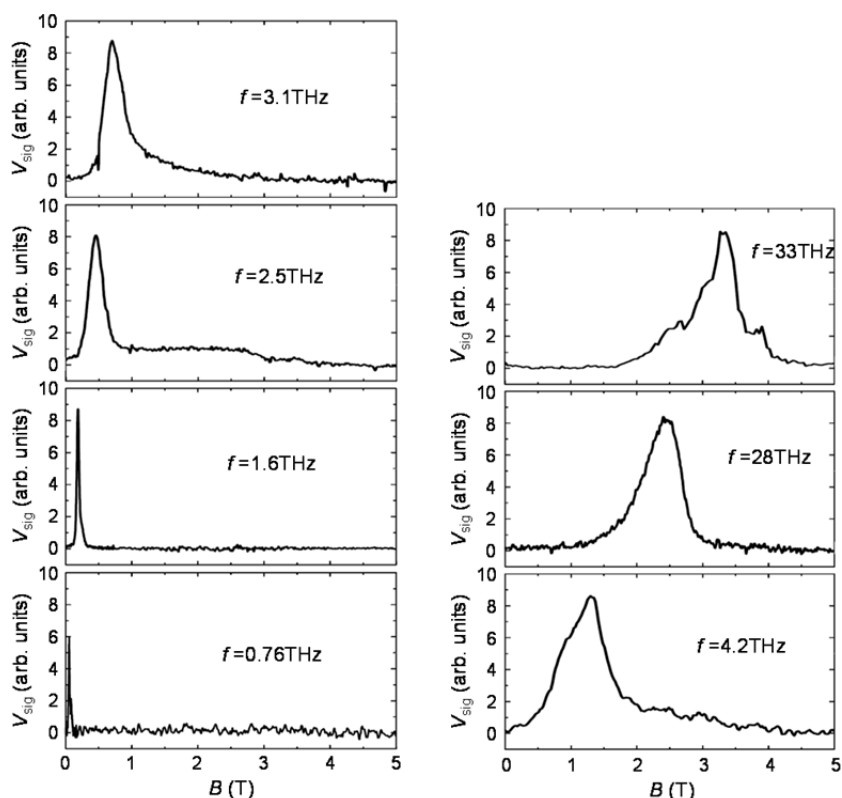 10
8
6
4
2
0
V_sig (arb. units)
f=3.1THz
10
8
6
4
2
0
V_sig (arb. units)
f=2.5THz
10
8
6
4
2
0
V_sig (arb. units)
f=1.6THz
10
8
6
4
2
0
V_sig (arb. units)
f=0.76THz
0 1 2 3 4 5
B (T)
10
8
6
4
2
0
V_sig (arb. units)
f=33THz
10
8
6
4
2
0
V_sig (arb. units)
f=28THz
10
8
6
4
2
0
V_sig (arb. units)
f=4.2THz
0 1 2 3 4 5
B (T)